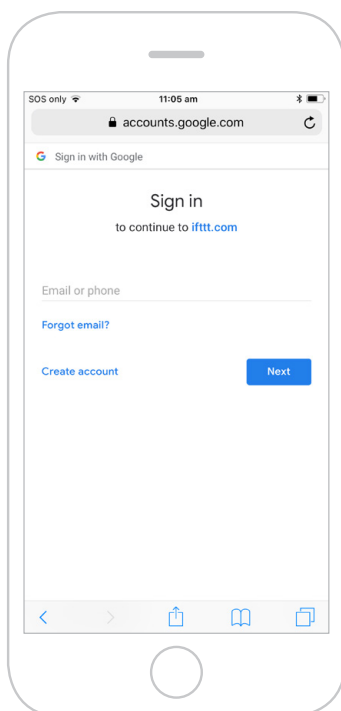 SOS only 11:05 am
accounts.google.com
Sign in with Google
Sign in
to continue to ifttt.com
Email or phone
Forgot email?
Create account Next